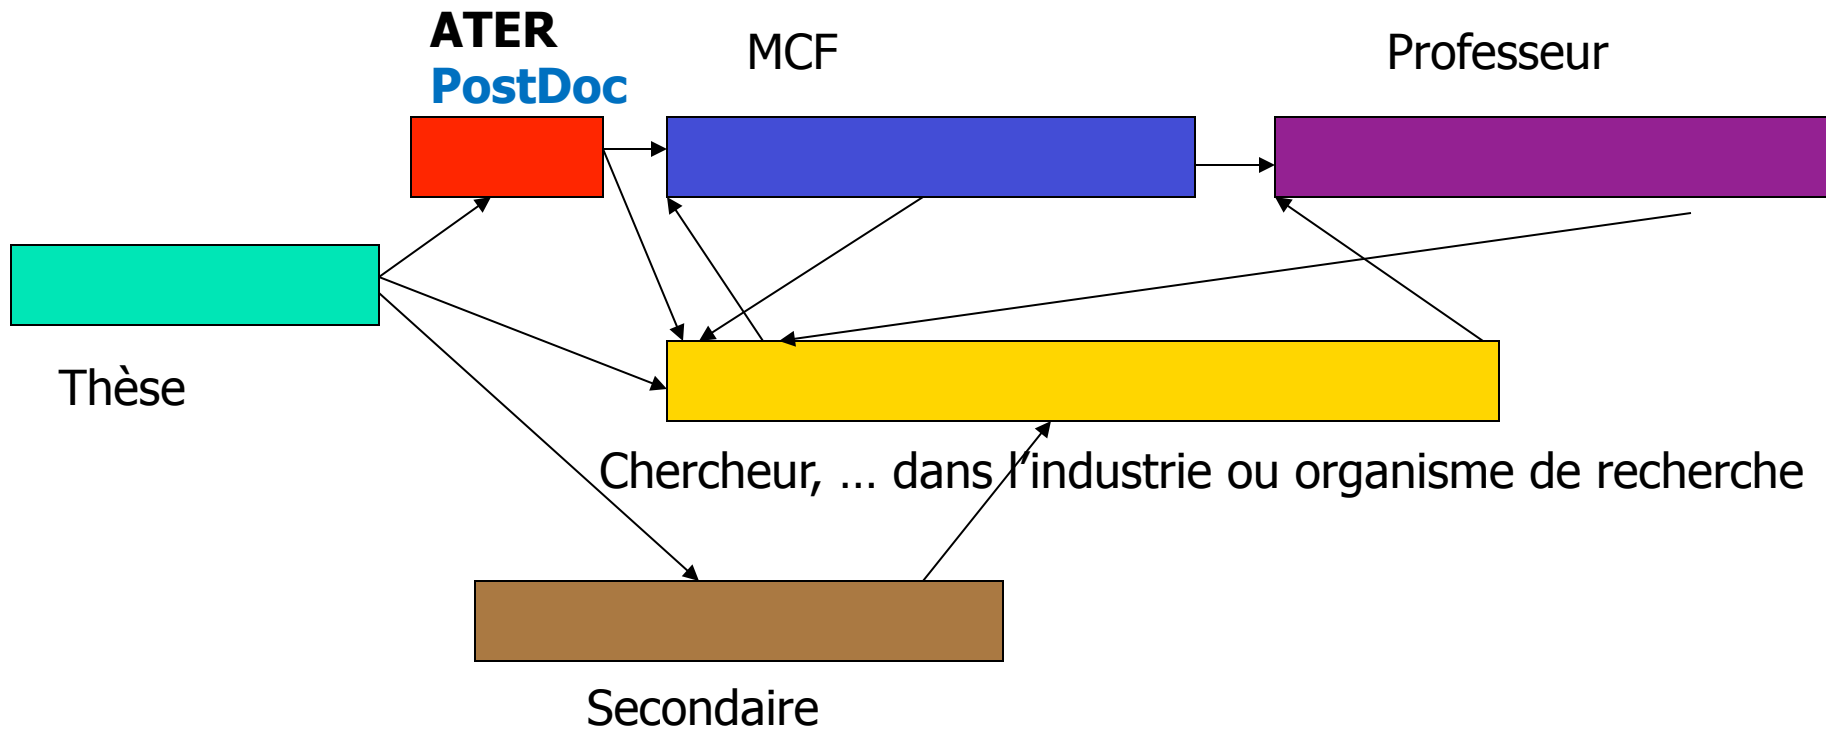 ATER
PostDoc
MCF
Professeur
Thèse
Chercheur, … dans l’industrie ou organisme de recherche
Secondaire